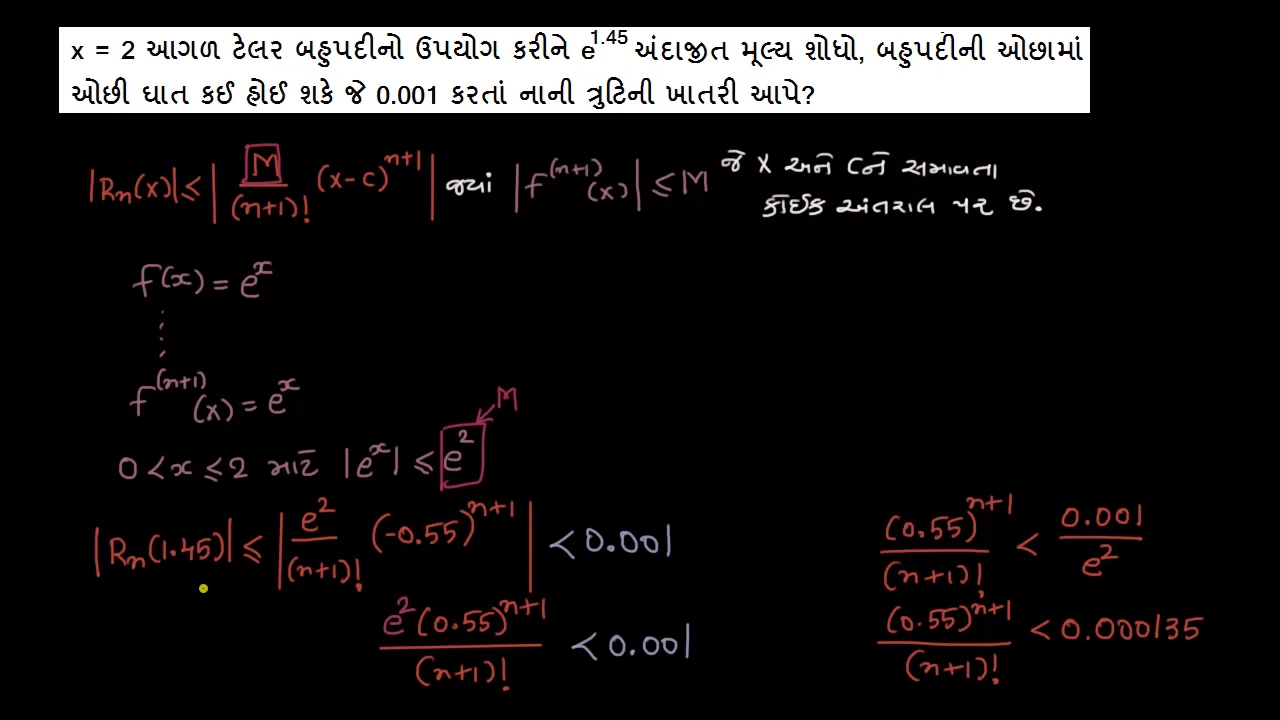 x = 2 આગળ ટેલર બહુપદીનો ઉપયોગ કરીને e^1.45 અંદાજીત મૂલ્ય શોધો, બહુપદીની ઓછામાં
ઓછી ઘાત કઈ હોઈ શકે જે 0.001 કરતાં નાની ત્રુટિની ખાતરી આપે?
|Rn(x)| ≤ | M/(n+1)! (x-c)^(n+1) | જ્યાં |f^(n+1)(x)| ≤ M જે x અને Cને સમાવતા
કોઈક અંતરાલ પર છે.
f(x) = e^x
f^(n+1)(x) = e^x
M
0 < x ≤ 2 માટે |e^x| ≤ e^2
|Rn(1.45)| ≤ | e^2/(n+1)! (-0.55)^(n+1) | < 0.001
e^2 (0.55)^(n+1)/(n+1)! < 0.001
(0.55)^(n+1)/(n+1)! < 0.001/e^2
(0.55)^(n+1)/(n+1)! < 0.000135